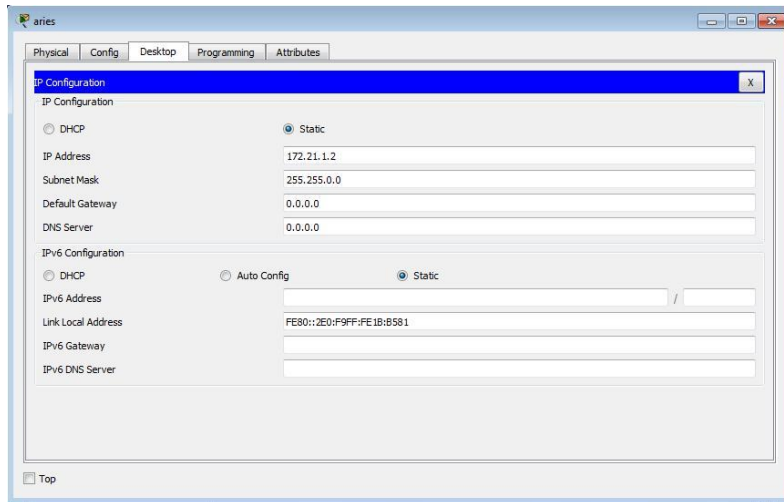 aries
Physical Config Desktop Programming Attributes
IP Configuration X
IP Configuration
DHCP Static
IP Address 172.21.1.2
Subnet Mask 255.255.0.0
Default Gateway 0.0.0.0
DNS Server 0.0.0.0
IPv6 Configuration
DHCP Auto Config Static
IPv6 Address /
Link Local Address FE80::2E0:F9FF:FE1B:B581
IPv6 Gateway
IPv6 DNS Server
Top